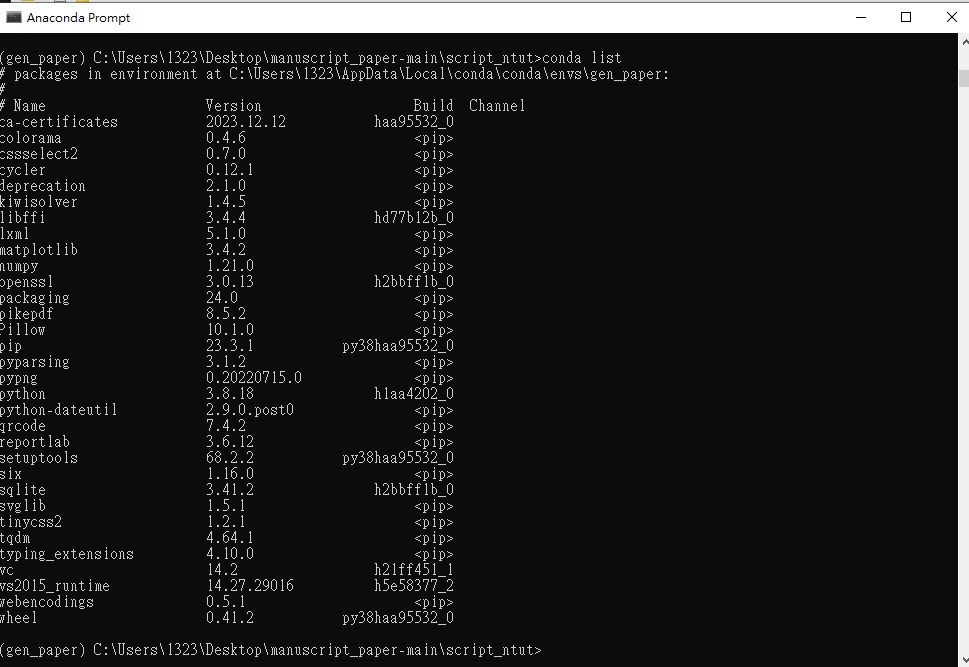 Anaconda Prompt
(gen_paper) C:\Users\1323\Desktop\manuscript_paper-main\script_ntut>conda list
# packages in environment at C:\Users\1323\AppData\Local\conda\conda\envs\gen_paper:
#
# Name Version Build Channel
ca-certificates 2023.12.12 haa95532_0
colorama 0.4.6 <pip>
cssselect2 0.7.0 <pip>
cycler 0.12.1 <pip>
deprecation 2.1.0 <pip>
kiwisolver 1.4.5 <pip>
libffi 3.4.4 hd77b12b_0
lxml 5.1.0 <pip>
matplotlib 3.4.2 <pip>
numpy 1.21.0 <pip>
openssl 3.0.13 h2bbff1b_0
packaging 24.0 <pip>
pikepdf 8.5.2 <pip>
Pillow 10.1.0 <pip>
pip 23.3.1 py38haa95532_0
pyparsing 3.1.2 <pip>
pypng 0.20220715.0 <pip>
python 3.8.18 h1aa4202_0
python-dateutil 2.9.0.post0 <pip>
qrcode 7.4.2 <pip>
reportlab 3.6.12 <pip>
setuptools 68.2.2 py38haa95532_0
six 1.16.0 <pip>
sqlite 3.41.2 h2bbff1b_0
svglib 1.5.1 <pip>
tinycss2 1.2.1 <pip>
tqdm 4.64.1 <pip>
typing_extensions 4.10.0 <pip>
vc 14.2 h21ff451_1
vs2015_runtime 14.27.29016 h5e58377_2
webencodings 0.5.1 <pip>
wheel 0.41.2 py38haa95532_0
(gen_paper) C:\Users\1323\Desktop\manuscript_paper-main\script_ntut>